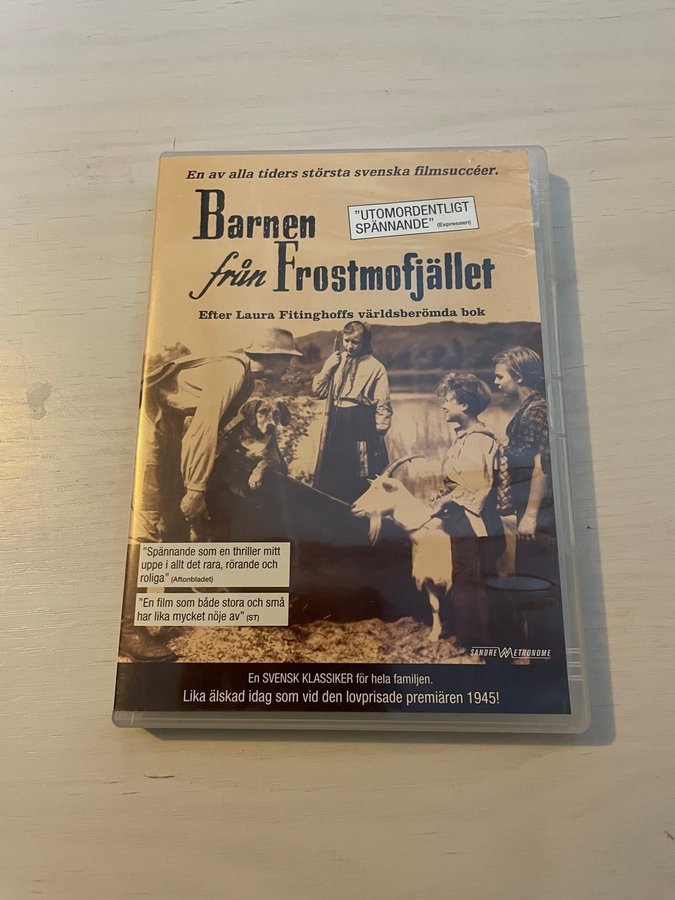 En av alla tiders största svenska filmsuccéer.
Barnen
från Frostmofjället
"UTOMORDENTLIGT
SPÄNNANDE" (Expressen)
Efter Laura Fitinghoffs världsberömda bok
"Spännande som en thriller mitt
uppe i allt det rara, rörande och
roliga" (Aftonbladet)
"En film som både stora och små
har lika mycket nöje av" (ST)
SANDREW METRONOME
En SVENSK KLASSIKER för hela familjen.
Lika älskad idag som vid den lovprisade premiären 1945!